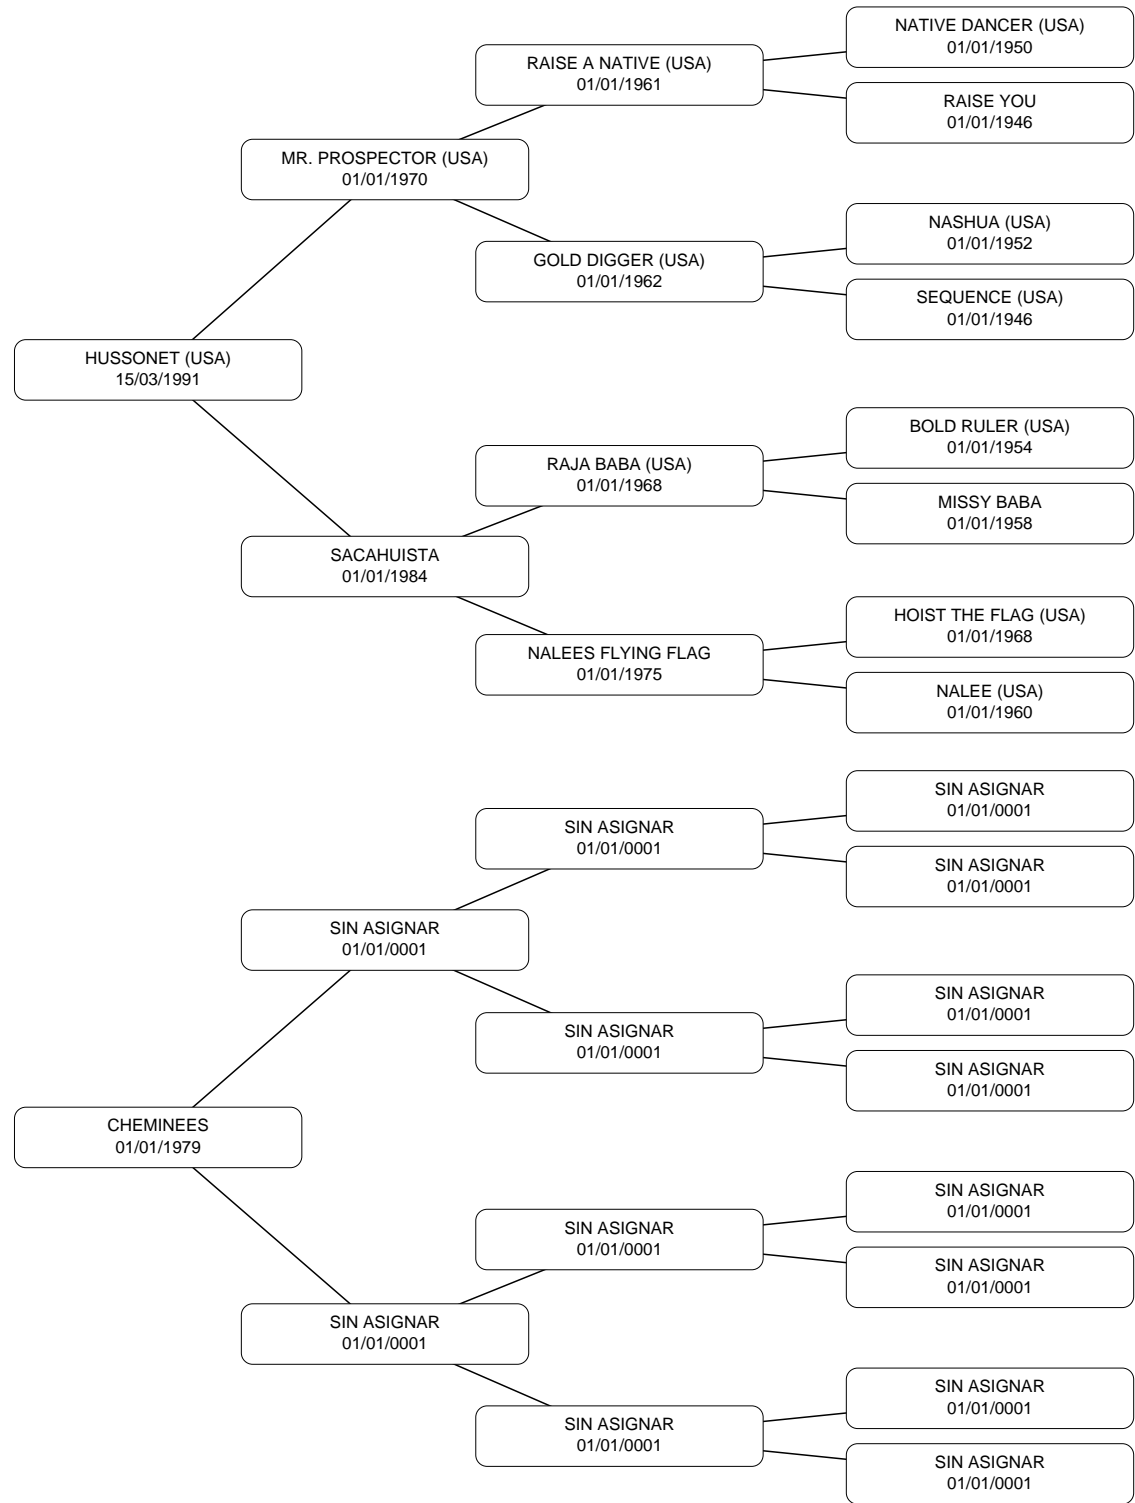 NATIVE DANCER (USA)
01/01/1950
RAISE A NATIVE (USA)
01/01/1961
RAISE YOU
01/01/1946
MR. PROSPECTOR (USA)
01/01/1970
NASHUA (USA)
01/01/1952
GOLD DIGGER (USA)
01/01/1962
SEQUENCE (USA)
01/01/1946
HUSSONET (USA)
15/03/1991
BOLD RULER (USA)
01/01/1954
RAJA BABA (USA)
01/01/1968
MISSY BABA
01/01/1958
SACAHUISTA
01/01/1984
HOIST THE FLAG (USA)
01/01/1968
NALEES FLYING FLAG
01/01/1975
NALEE (USA)
01/01/1960
SIN ASIGNAR
01/01/0001
SIN ASIGNAR
01/01/0001
SIN ASIGNAR
01/01/0001
SIN ASIGNAR
01/01/0001
SIN ASIGNAR
01/01/0001
SIN ASIGNAR
01/01/0001
SIN ASIGNAR
01/01/0001
CHEMINEES
01/01/1979
SIN ASIGNAR
01/01/0001
SIN ASIGNAR
01/01/0001
SIN ASIGNAR
01/01/0001
SIN ASIGNAR
01/01/0001
SIN ASIGNAR
01/01/0001
SIN ASIGNAR
01/01/0001
SIN ASIGNAR
01/01/0001